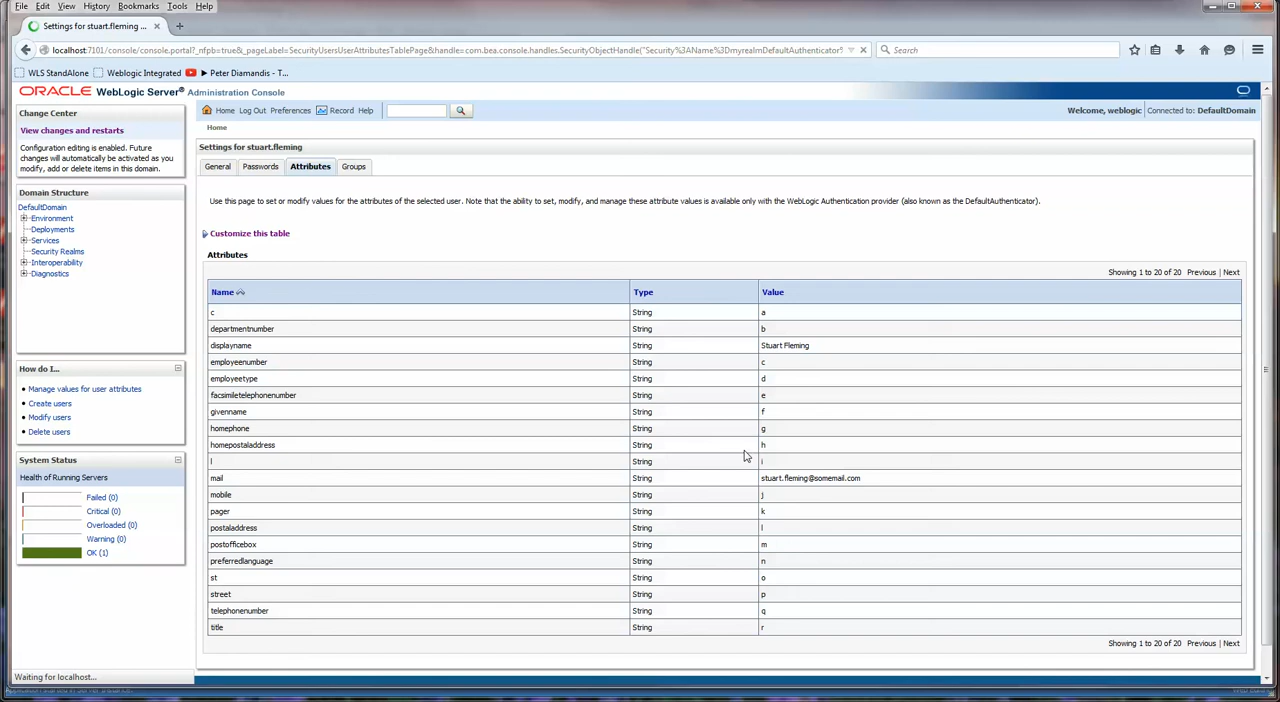 File Edit View History Bookmarks Tools Help
Settings for stuart.fleming ... × +
localhost:7101/console/console.portal?_nfpb=true&_pageLabel=SecurityUsersUserAttributesTablePage&handle=com.bea.console.handles.SecurityObjectHandle("Security%3AName%3DmyrealmDefaultAuthenticator"
Search
WLS StandAlone Weblogic Integrated ► Peter Diamandis - T...
ORACLE WebLogic Server® Administration Console
Change Center
View changes and restarts
Configuration editing is enabled. Future
changes will automatically be activated as you
modify, add or delete items in this domain.
Domain Structure
DefaultDomain
Environment
Deployments
Services
Security Realms
Interoperability
Diagnostics
How do I...
Manage values for user attributes
Create users
Modify users
Delete users
System Status
Health of Running Servers
Failed (0)
Critical (0)
Overloaded (0)
Warning (0)
OK (1)
Home Log Out Preferences Record Help
Welcome, weblogic Connected to: DefaultDomain
Home
Settings for stuart.fleming
General Passwords Attributes Groups
Use this page to set or modify values for the attributes of the selected user. Note that the ability to set, modify, and manage these attribute values is available only with the WebLogic Authentication provider (also known as the DefaultAuthenticator).
Customize this table
Attributes
Showing 1 to 20 of 20 Previous | Next
Name Type Value
c String a
departmentnumber String b
displayname String Stuart Fleming
employeenumber String c
employeetype String d
facsimiletelephonenumber String e
givenname String f
homephone String g
homepostaladdress String h
l String i
mail String stuart.fleming@somemail.com
mobile String j
pager String k
postaladdress String l
postofficebox String m
preferredlanguage String n
st String o
street String p
telephonenumber String q
title String r
Showing 1 to 20 of 20 Previous | Next
Waiting for localhost...